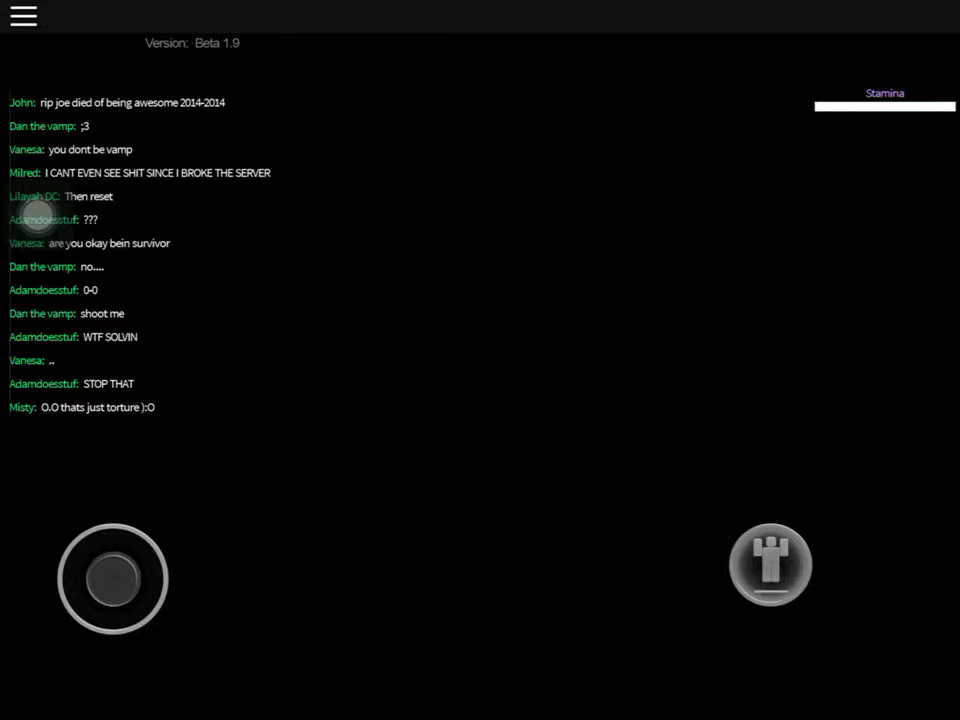 Version: Beta 1.9
Stamina
John: rip joe died of being awesome 2014-2014
Dan the vamp: ;3
Vanesa: you dont be vamp
Milred: I CANT EVEN SEE SHIT SINCE I BROKE THE SERVER
Lilayah DC: Then reset
Adamdoesstuf: ???
Vanesa: are you okay bein survivor
Dan the vamp: no....
Adamdoesstuf: 0-0
Dan the vamp: shoot me
Adamdoesstuf: WTF SOLVIN
Vanesa: ..
Adamdoesstuf: STOP THAT
Misty: O.O thats just torture ):O